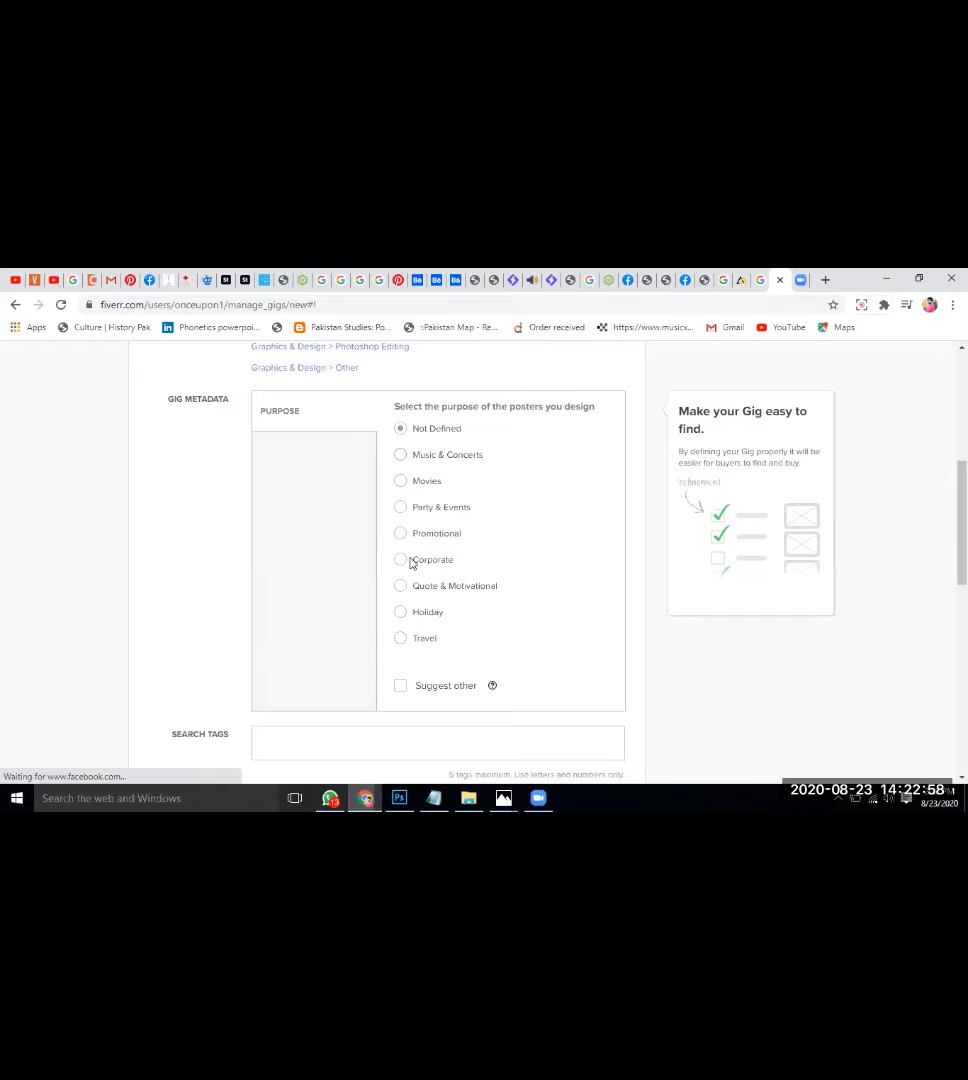 fiverr.com/users/onceupon1/manage_gigs/new#!
Apps
Culture | History Pak
Phonetics powerpoi...
Pakistan Studies: Po...
::Pakistan Map - Re...
Order received
https://www.musicx...
Gmail
YouTube
Maps
Graphics & Design > Photoshop Editing
Graphics & Design > Other
GIG METADATA
PURPOSE
Select the purpose of the posters you design
Not Defined
Music & Concerts
Movies
Party & Events
Promotional
Corporate
Quote & Motivational
Holiday
Travel
Suggest other
Make your Gig easy to
find.
By defining your Gig properly it will be
easier for buyers to find and buy.
refinement
SEARCH TAGS
5 tags maximum. Use letters and numbers only.
Waiting for www.facebook.com...
Search the web and Windows
13
Ps
2020-08-23 14:22:58
8/23/2020